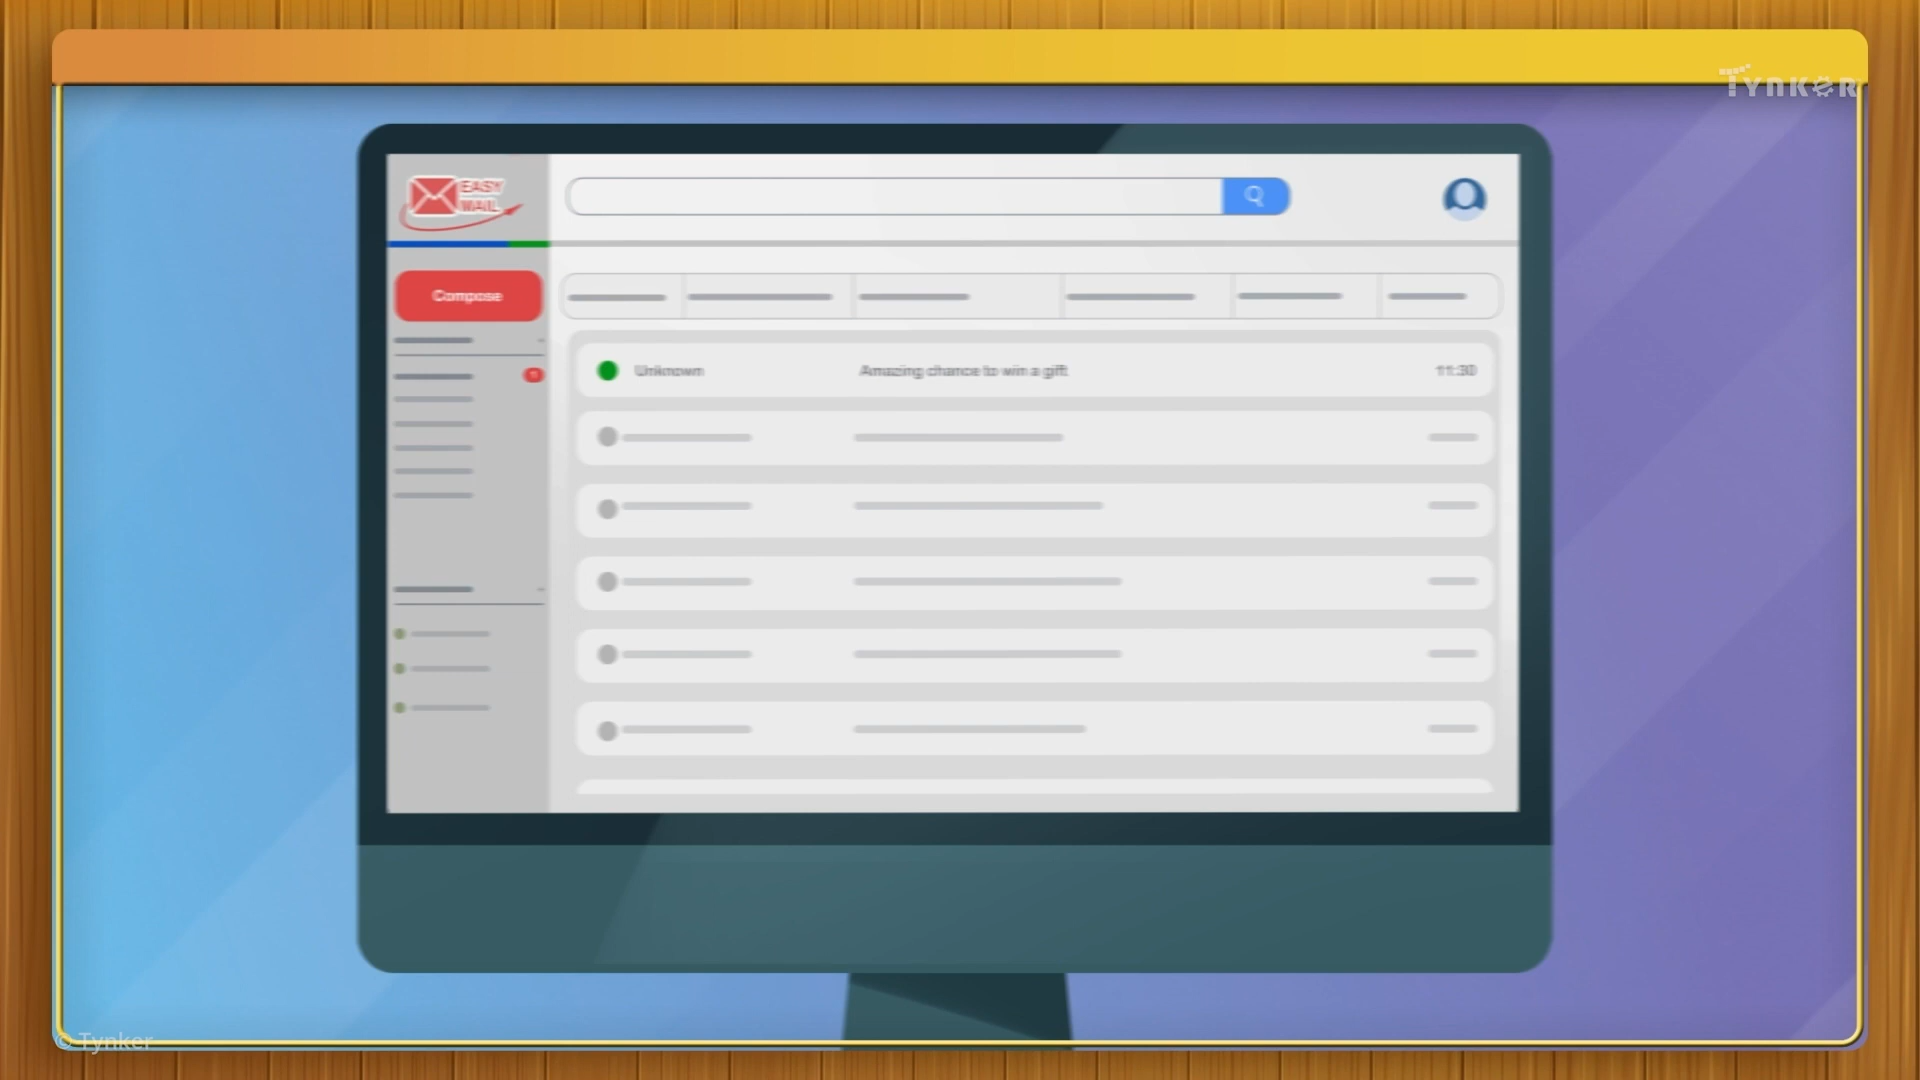 TYNKER
EASY
MAIL
Compose
Unknown Amazing chance to win a gift 11:30
© Tynker